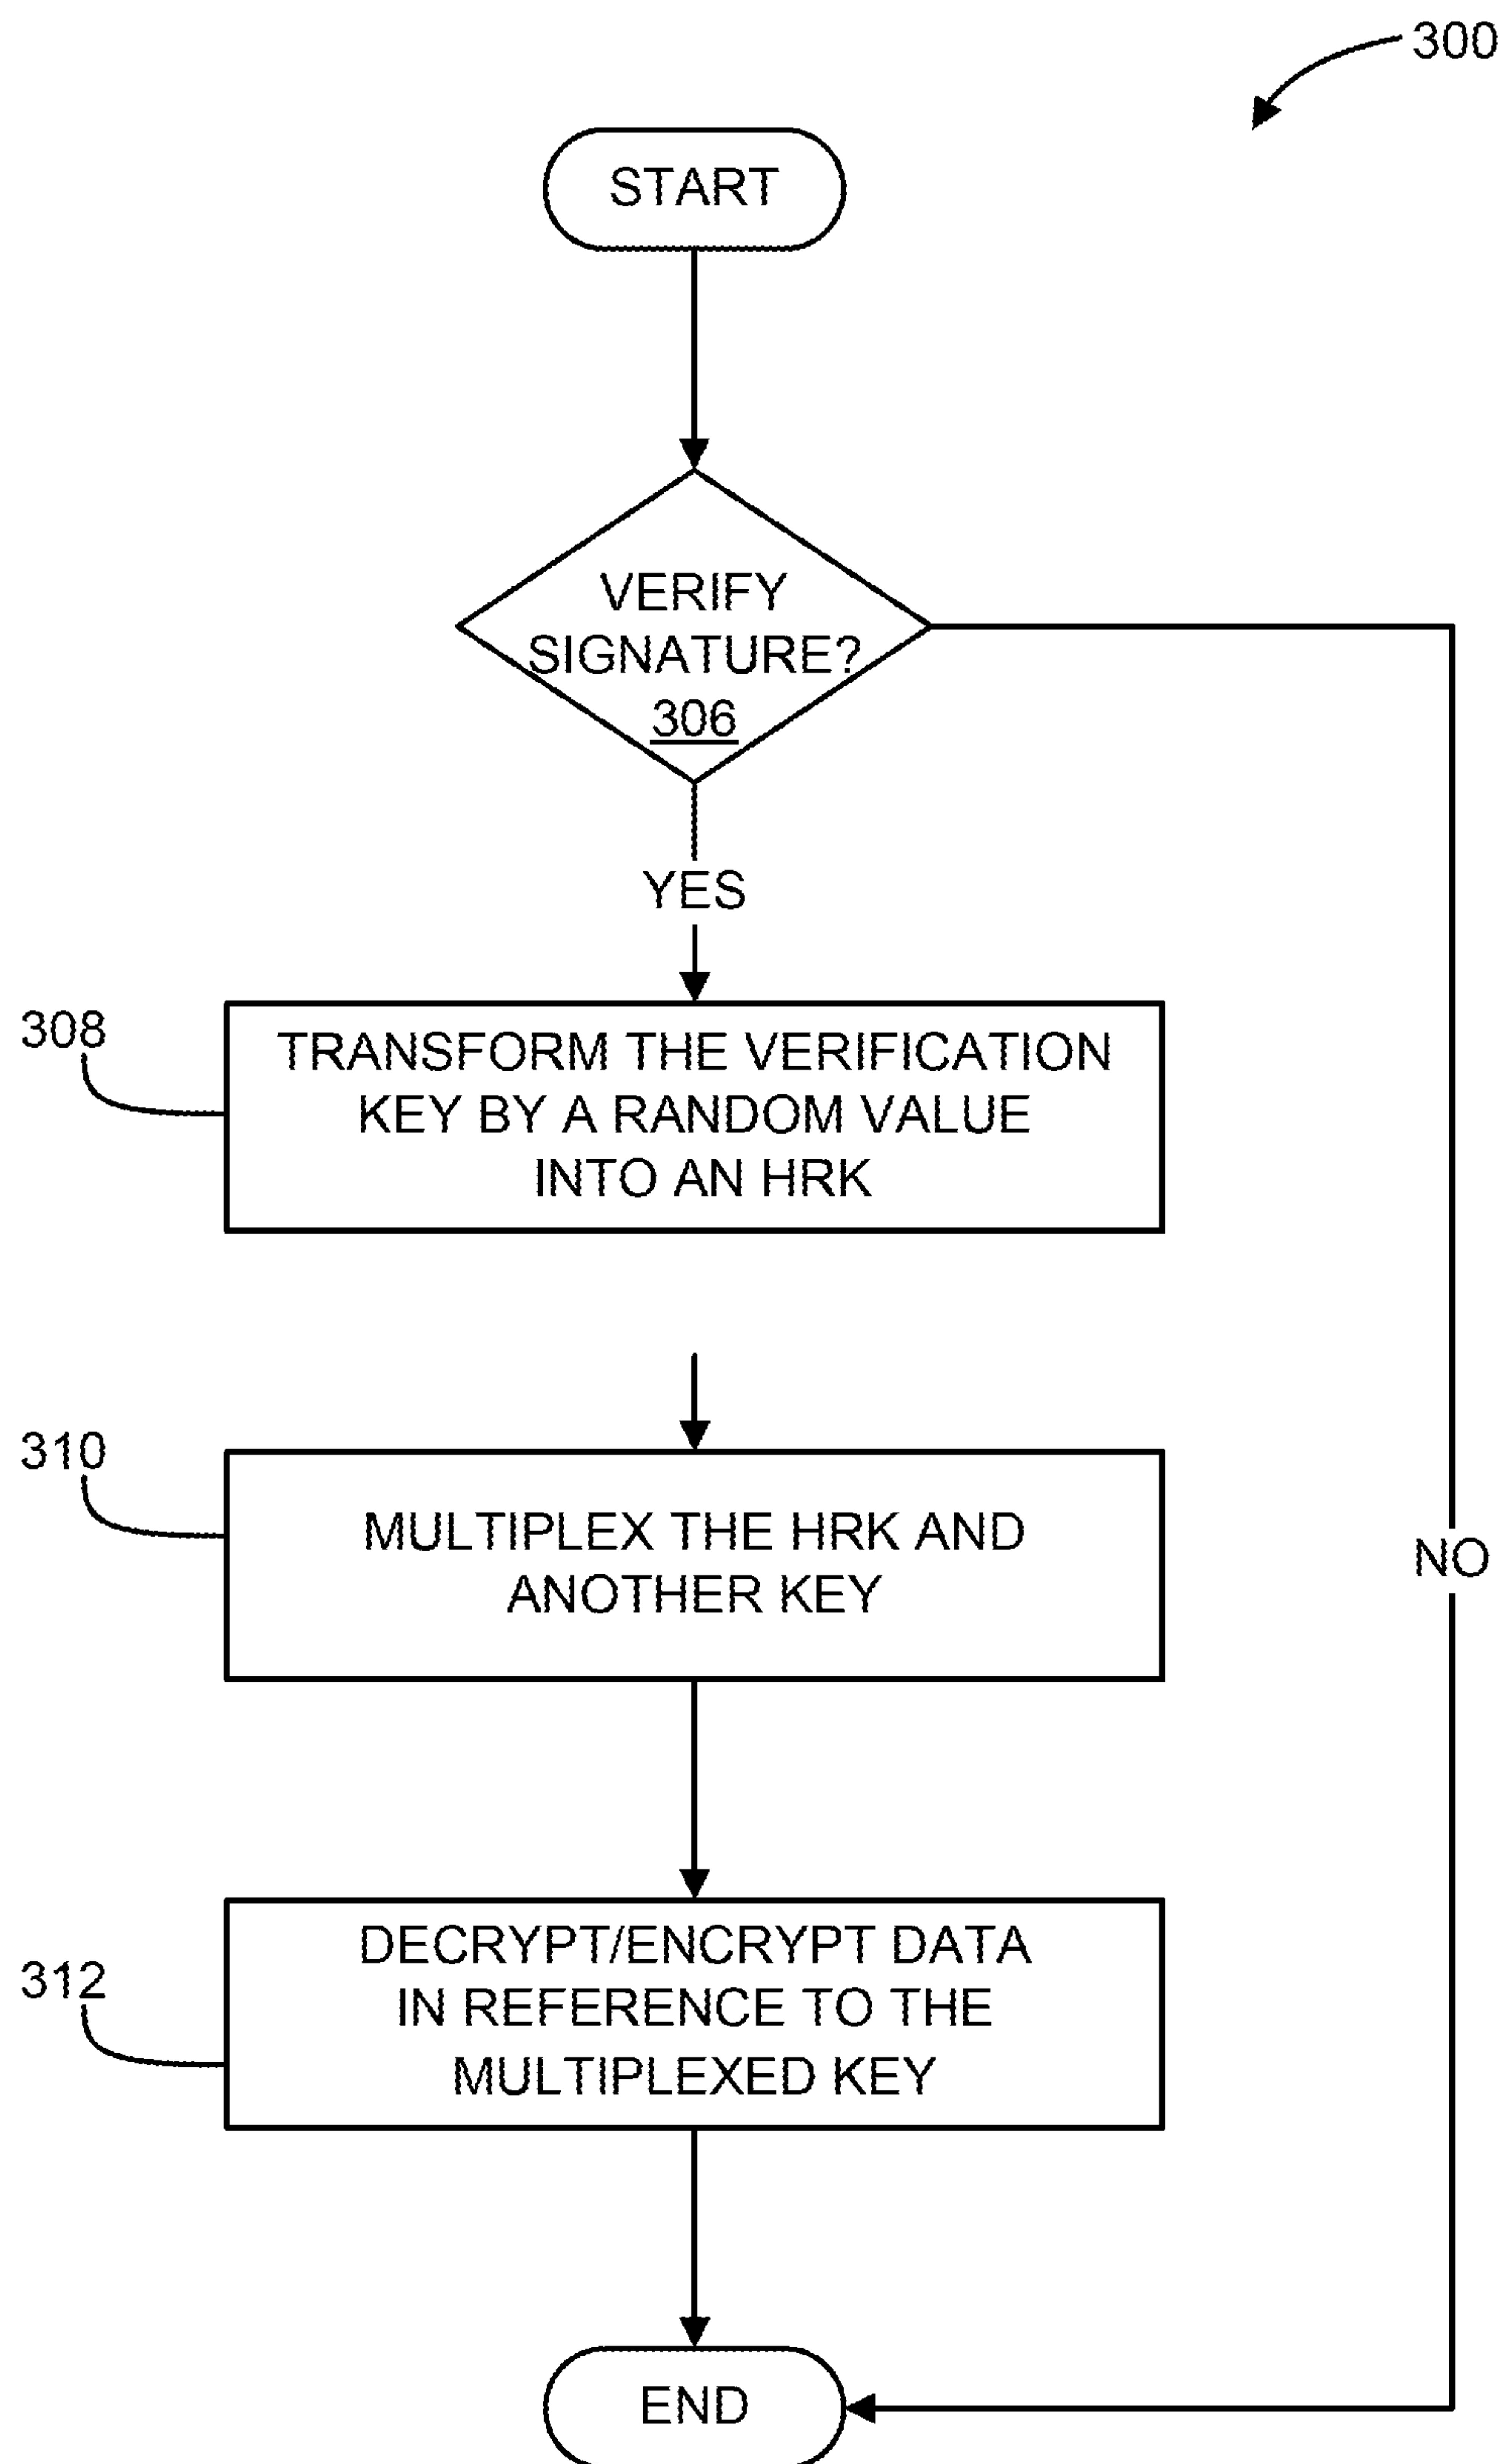 300
START
VERIFY
SIGNATURE?
306
YES
308
TRANSFORM THE VERIFICATION
KEY BY A RANDOM VALUE
INTO AN HRK
310
MULTIPLEX THE HRK AND
ANOTHER KEY
NO
312
DECRYPT/ENCRYPT DATA
IN REFERENCE TO THE
MULTIPLEXED KEY
END